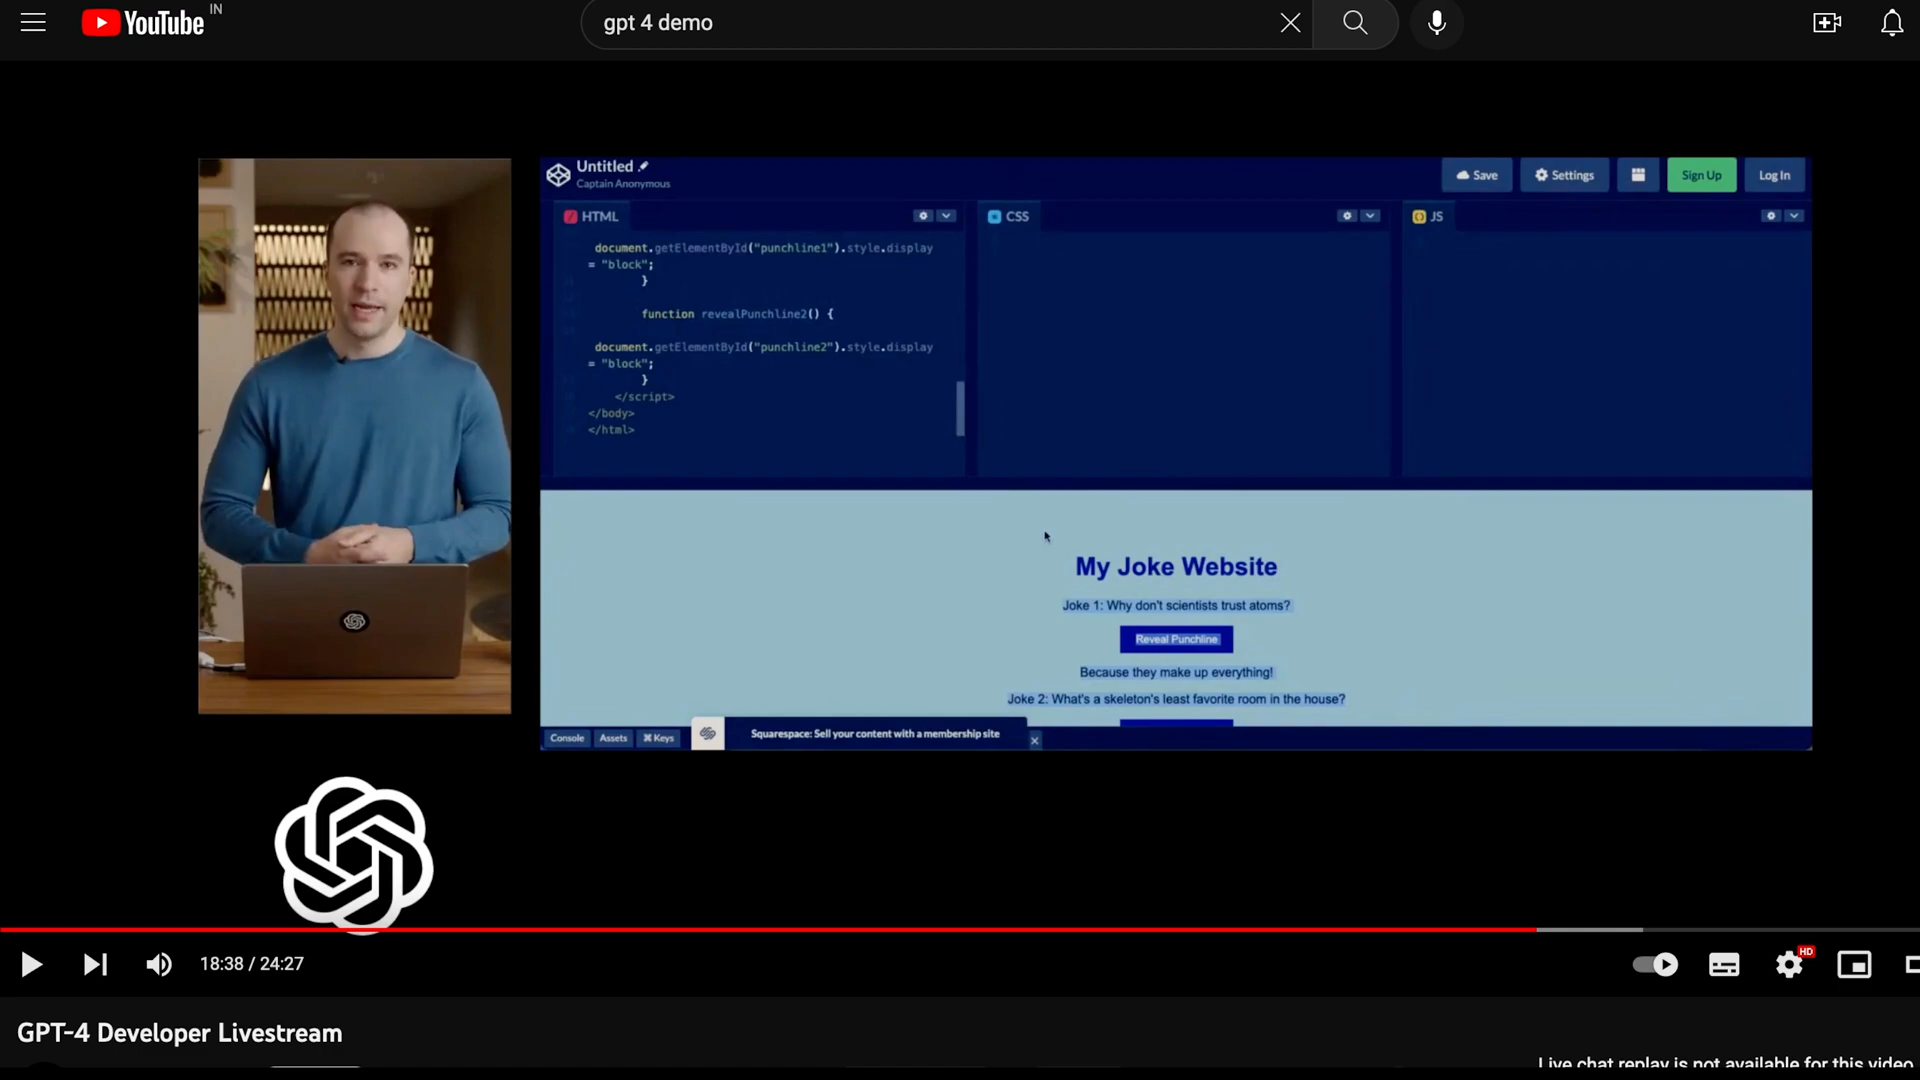 YouTube IN
gpt 4 demo
Untitled
Captain Anonymous
Save
Settings
Sign Up
Log In
HTML
CSS
JS
document.getElementById("punchline1").style.display
= "block";
}
function revealPunchline2() {
document.getElementById("punchline2").style.display
= "block";
}
</script>
</body>
</html>
My Joke Website
Joke 1: Why don't scientists trust atoms?
Reveal Punchline
Because they make up everything!
Joke 2: What's a skeleton's least favorite room in the house?
Console
Assets
⌘ Keys
Squarespace: Sell your content with a membership site
18:38 / 24:27
HD
GPT-4 Developer Livestream
Live chat replay is not available for this video